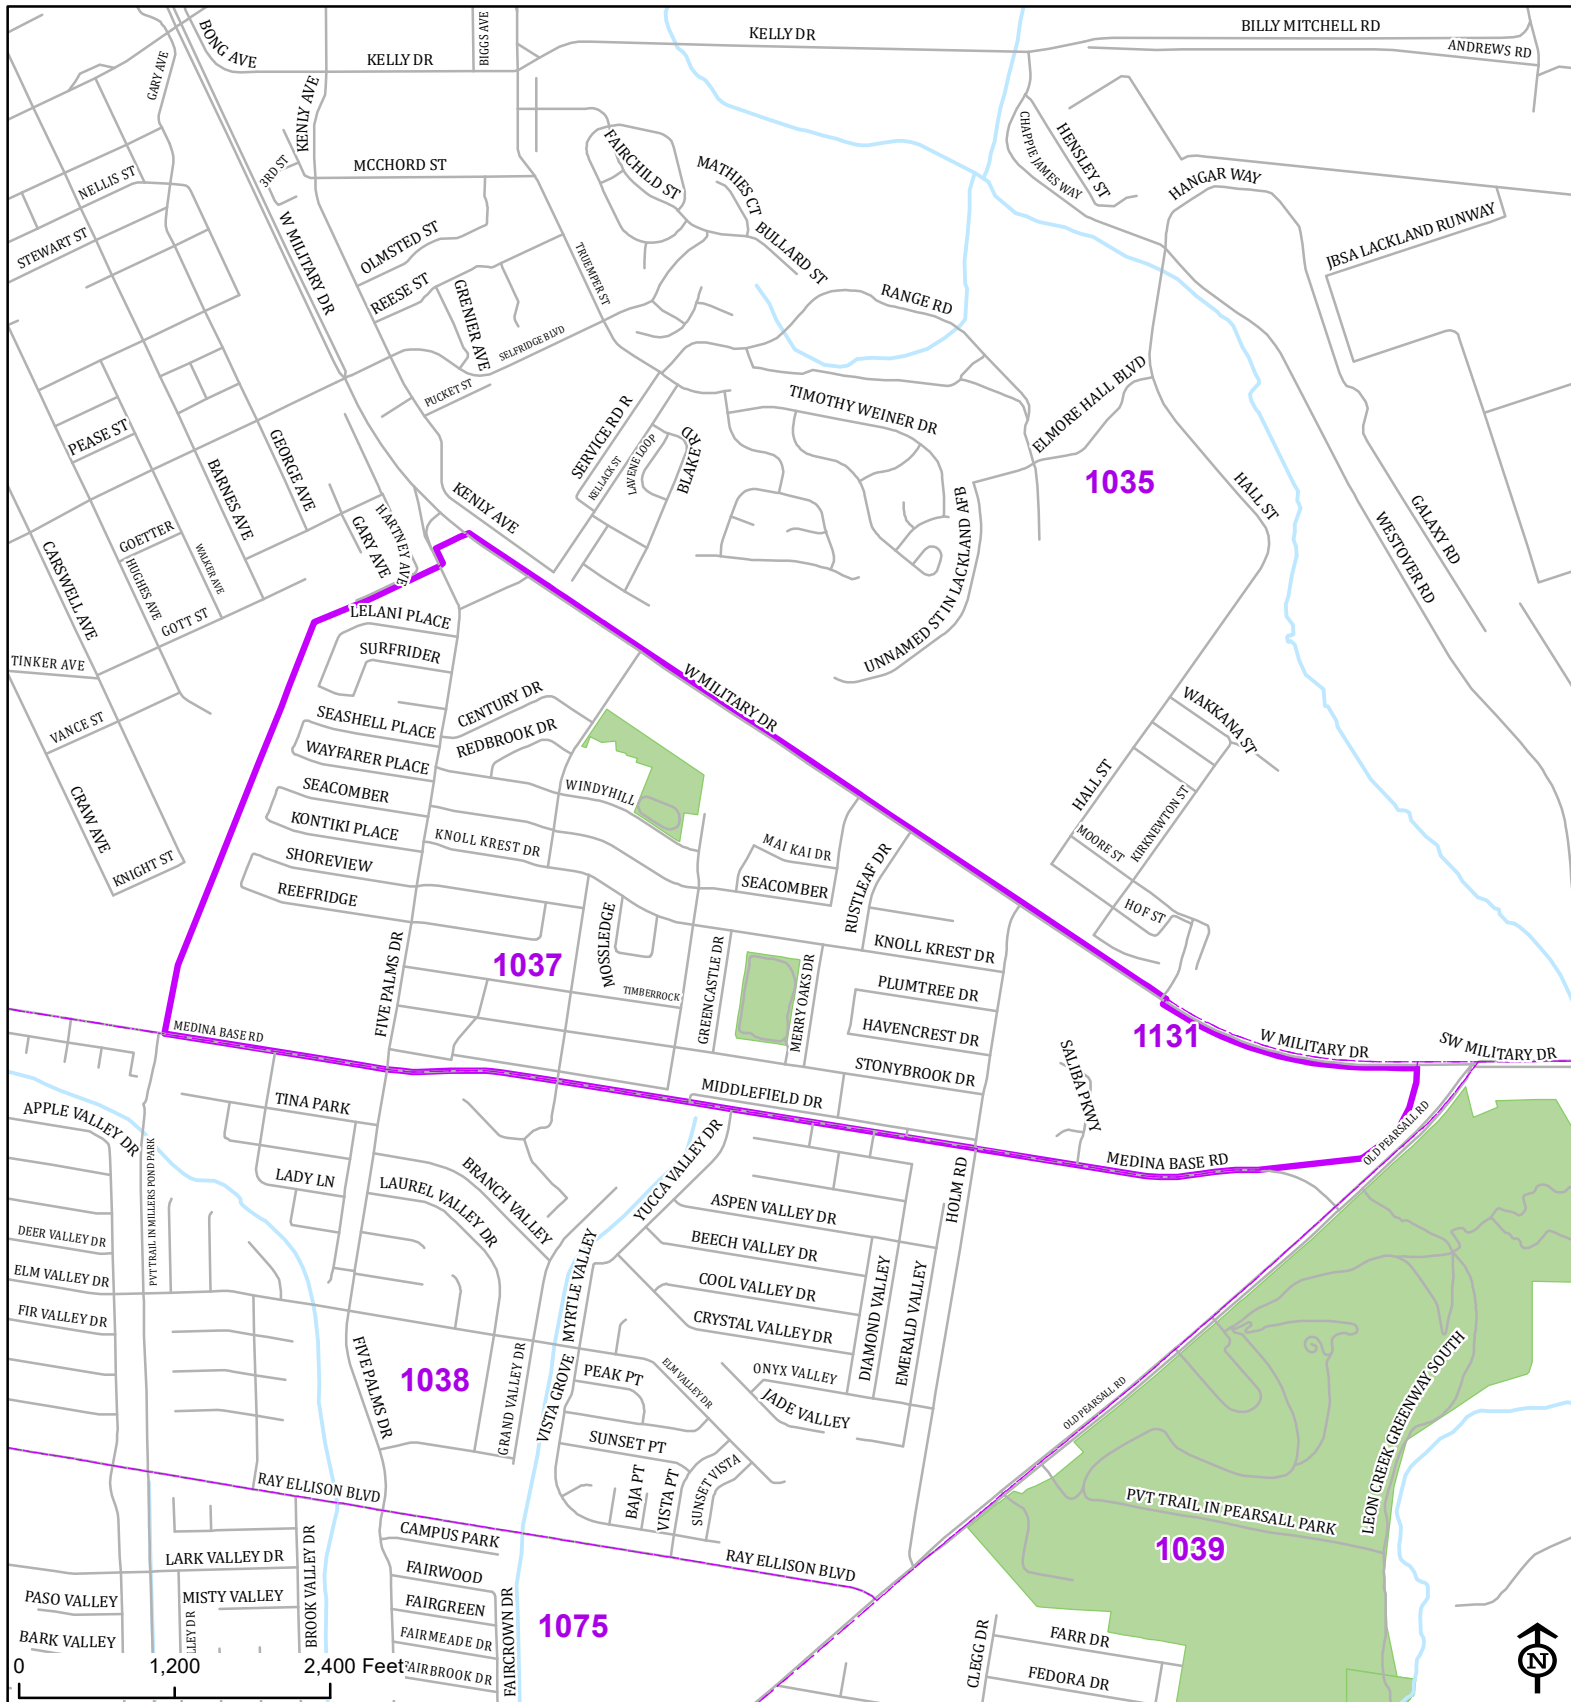 BONG AVE
GARY AVE
KELLY DR
BIGGS AVE
KELLY DR
BILLY MITCHELL RD
ANDREWS RD
KENLY AVE
3RD ST
MCCHORD ST
FAIRCHILD ST
MATHIES CT
CHAPPIE JAMES WAY
HENSLEY ST
HANGAR WAY
NELLIS ST
STEWART ST
W MILITARY DR
OLMSTED ST
REESE ST
GRENIER AVE
TRUEMPER ST
BULLARD ST
RANGE RD
JBSA LACKLAND RUNWAY
SELFRIDGE BLVD
PUCKET ST
TIMOTHY WEINER DR
ELMORE HALL BLVD
PEASE ST
GEORGE AVE
BARNES AVE
SERVICE RD R
KELLACK ST
LAVENE LOOP
BLAKE RD
1035
HALL ST
GALAXY RD
WESTOVER RD
KENLY AVE
HARTNEY AVE
GARY AVE
GOETTER
WALKER AVE
HUGHES AVE
CARSWELL AVE
GOTT ST
UNNAMED ST IN LACKLAND AFB
LELANI PLACE
SURFRIDER
TINKER AVE
VANCE ST
CENTURY DR
REDBROOK DR
W MILITARY DR
WAKKANA ST
SEASHELL PLACE
WAYFARER PLACE
SEACOMBER
KONTIKI PLACE
SHOREVIEW
REEFRIDGE
CRAW AVE
KNIGHT ST
WINDYHILL
KNOLL KREST DR
MAI KAI DR
SEACOMBER
RUSTLEAF DR
HALL ST
MOORE ST
KIRKNEWTON ST
HOF ST
FIVE PALMS DR
1037
MOSSLEDGE
TIMBERROCK
GREENCASTLE DR
MERRY OAKS DR
KNOLL KREST DR
PLUMTREE DR
HAVENCREST DR
STONYBROOK DR
1131
W MILITARY DR
SW MILITARY DR
MEDINA BASE RD
MIDDLEFIELD DR
SALIBA PKWY
OLD PEARSALL RD
MEDINA BASE RD
APPLE VALLEY DR
PVT TRAIL IN MILLERS POND PARK
TINA PARK
LADY LN
LAUREL VALLEY DR
BRANCH VALLEY
YUCCA VALLEY DR
HOLM RD
ASPEN VALLEY DR
BEECH VALLEY DR
COOL VALLEY DR
CRYSTAL VALLEY DR
DIAMOND VALLEY
EMERALD VALLEY
DEER VALLEY DR
ELM VALLEY DR
FIR VALLEY DR
MYRTLE VALLEY
1038
FIVE PALMS DR
GRAND VALLEY DR
VISTA GROVE
PEAK PT
ELM VALLEY DR
ONYX VALLEY
JADE VALLEY
SUNSET PT
BAJA PT
VISTA PT
SUNSET VISTA
OLD PEARSALL RD
LEON CREEK GREENWAY SOUTH
PVT TRAIL IN PEARSALL PARK
1039
RAY ELLISON BLVD
RAY ELLISON BLVD
CAMPUS PARK
LARK VALLEY DR
BROOK VALLEY DR
FAIRWOOD
MISTY VALLEY
PASO VALLEY
FAIRGREEN
FAIRCROWN DR
1075
BARK VALLEY
LLEY DR
FAIRMEADE DR
FAIRBROOK DR
CLEGG DR
FARR DR
FEDORA DR
0 1,200 2,400 Feet
N